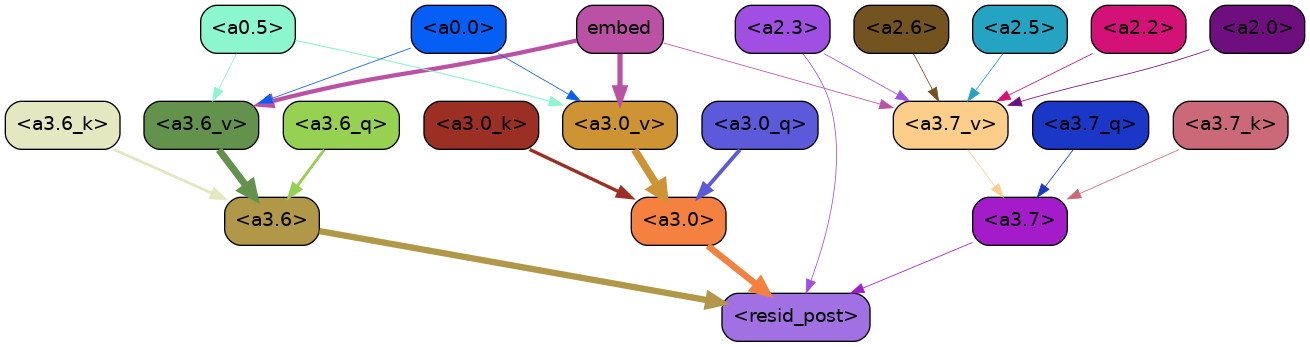 <a0.5> <a0.0> embed <a2.3> <a2.6> <a2.5> <a2.2> <a2.0>
<a3.6_k> <a3.6_v> <a3.6_q> <a3.0_k> <a3.0_v> <a3.0_q> <a3.7_v> <a3.7_q> <a3.7_k>
<a3.6> <a3.0> <a3.7>
<resid_post>